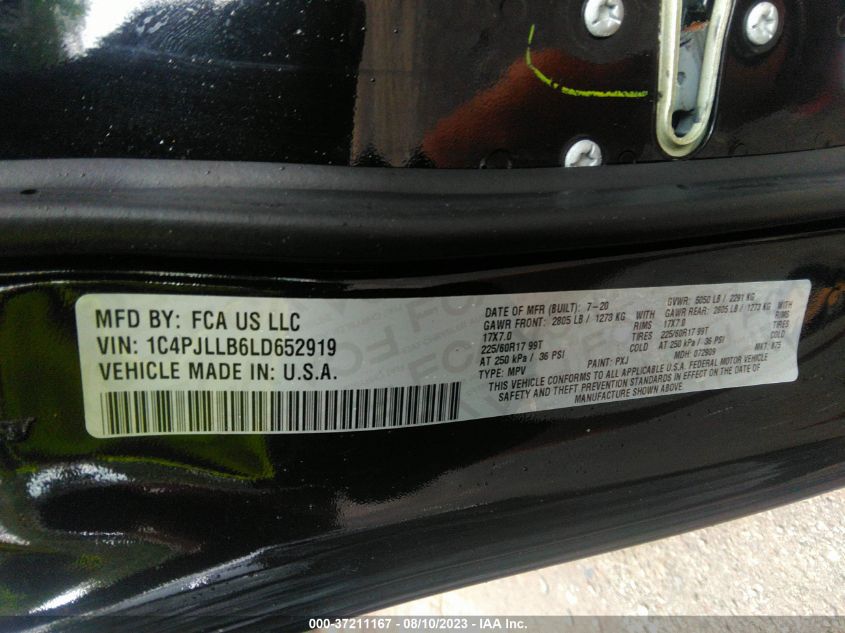 MFD BY: FCA US LLC
VIN: 1C4PJLLB6LD652919
VEHICLE MADE IN: U.S.A.
DATE OF MFR (BUILT): 7-20 GVWR: 5050 LB / 2291 KG
GAWR FRONT: 2805 LB / 1273 KG WITH GAWR REAR: 2805 LB / 1273 KG WITH
17X7.0 RIMS 17X7.0 RIMS
225/60R17 99T TIRES 225/60R17 99T TIRES
AT 250 kPa / 36 PSI COLD AT 250 kPa / 36 PSI COLD
TYPE: MPV PAINT: PXJ MDH: 072909 MKT: 875
THIS VEHICLE CONFORMS TO ALL APPLICABLE U.S.A. FEDERAL MOTOR VEHICLE
SAFETY AND THEFT PREVENTION STANDARDS IN EFFECT ON THE DATE OF
MANUFACTURE SHOWN ABOVE
000-37211167 - 08/10/2023 - IAA Inc.